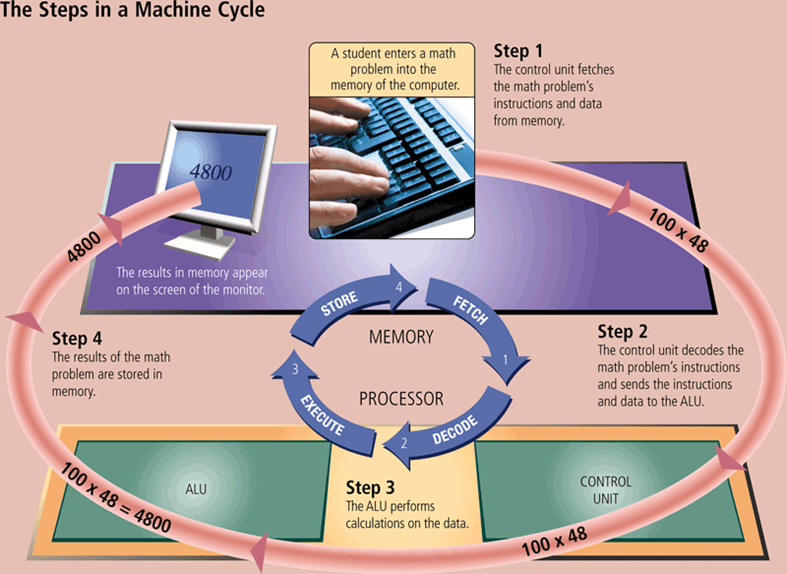 The Steps in a Machine Cycle
A student enters a math
problem into the
memory of the computer.
Step 1
The control unit fetches
the math problem's
instructions and data
from memory.
4800
100 x 48
4800
The results in memory appear
on the screen of the monitor.
STORE
4
FETCH
1
MEMORY
Step 4
The results of the math
problem are stored in
memory.
Step 2
The control unit decodes the
math problem's instructions
and sends the instructions
and data to the ALU.
3
EXECUTE
PROCESSOR
2
DECODE
ALU
CONTROL
UNIT
Step 3
The ALU performs
calculations on the data.
100 x 48 = 4800
100 x 48